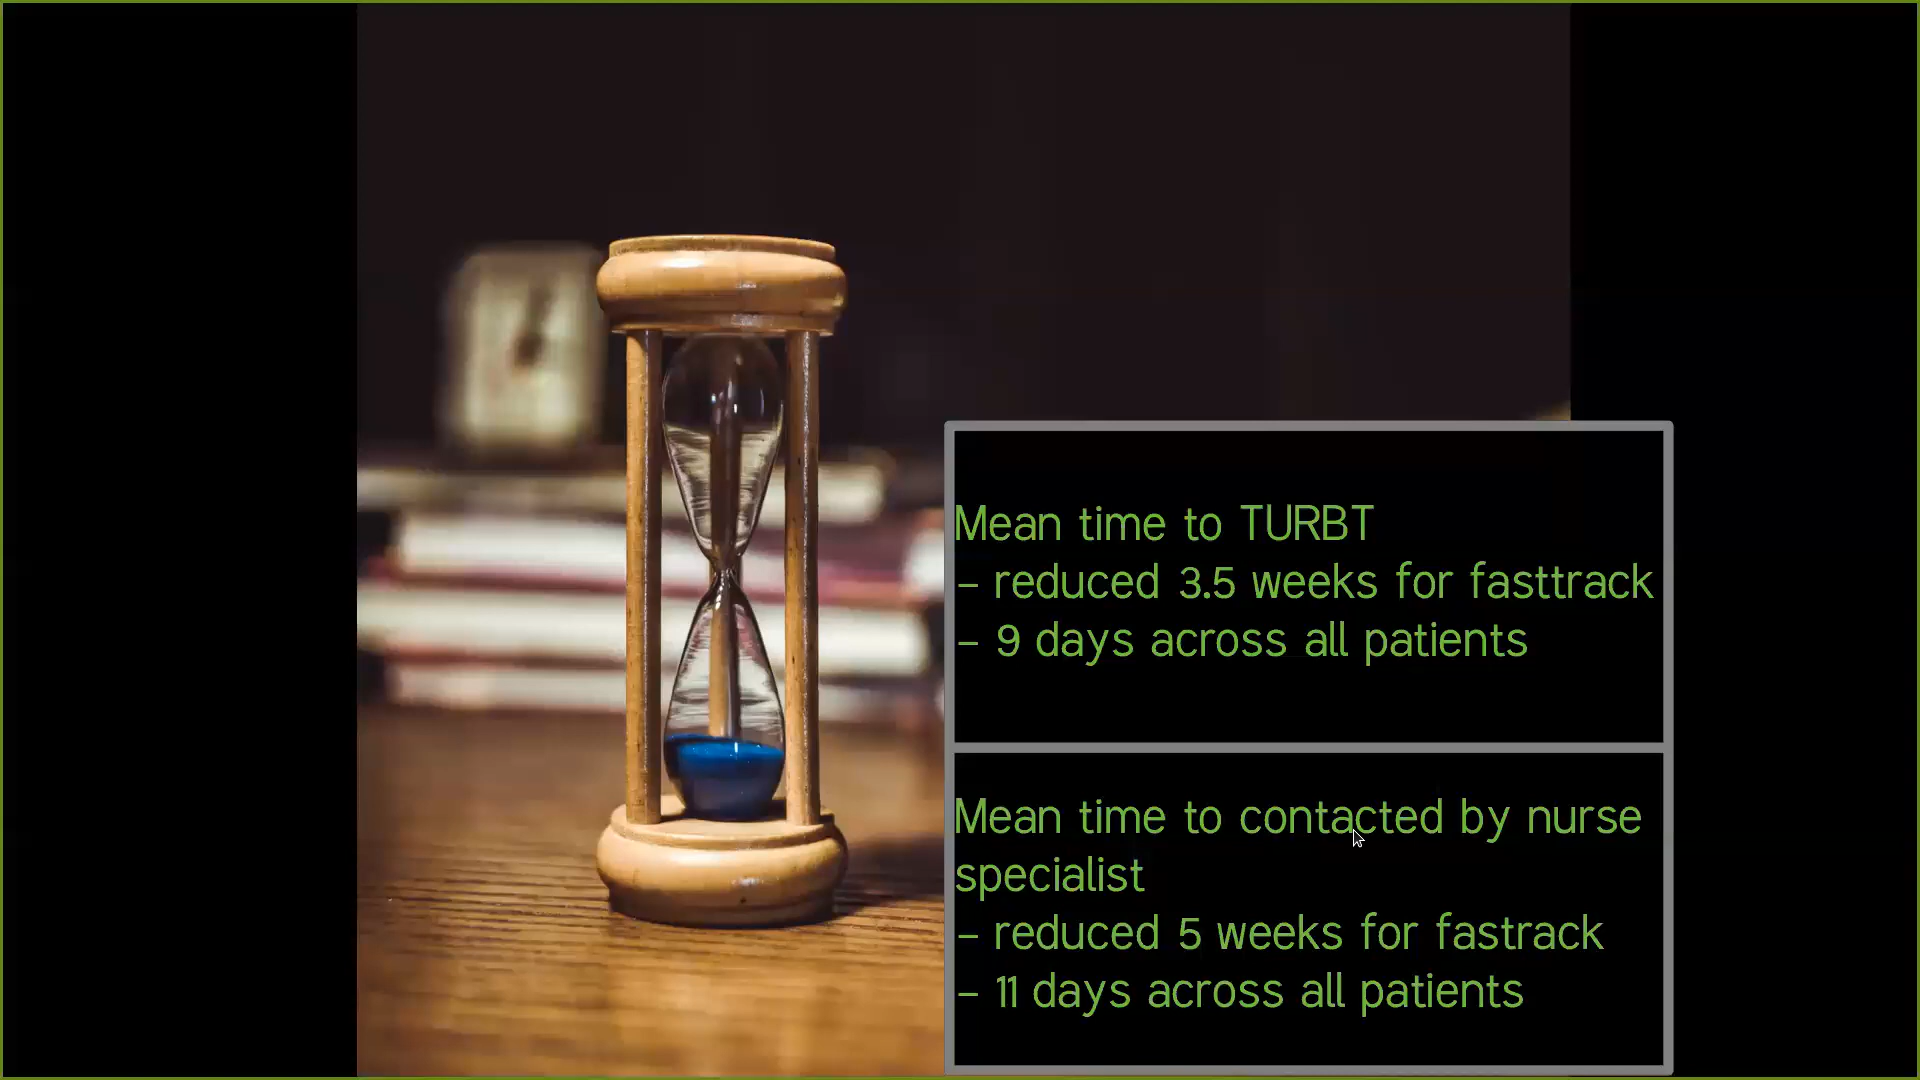 Mean time to TURBT
– reduced 3.5 weeks for fasttrack
– 9 days across all patients
Mean time to contacted by nurse
specialist
– reduced 5 weeks for fastrack
– 11 days across all patients